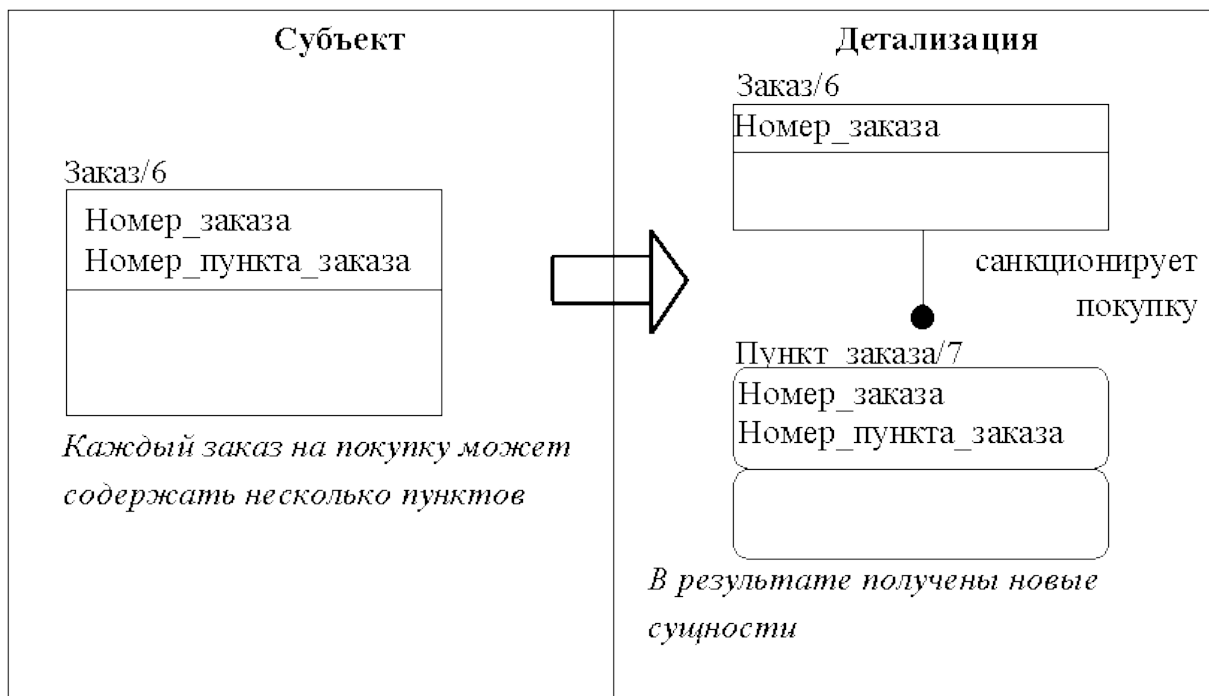 Субъект
Заказ/6
Номер_заказа
Номер_пункта_заказа
Каждый заказ на покупку может
содержать несколько пунктов
Детализация
Заказ/6
Номер_заказа
санкционирует
покупку
Пункт_заказа/7
Номер_заказа
Номер_пункта_заказа
В результате получены новые
сущности